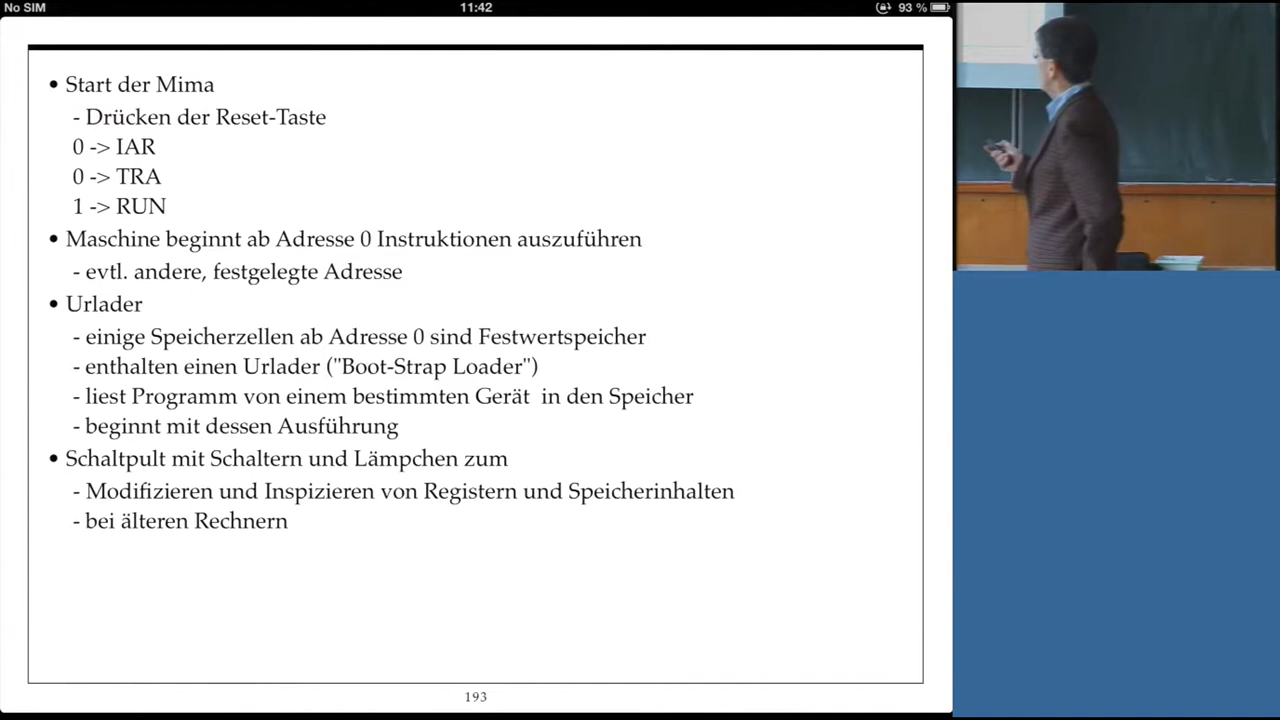 No SIM 11:42 93 %
• Start der Mima
- Drücken der Reset-Taste
0 -> IAR
0 -> TRA
1 -> RUN
• Maschine beginnt ab Adresse 0 Instruktionen auszuführen
- evtl. andere, festgelegte Adresse
• Urlader
- einige Speicherzellen ab Adresse 0 sind Festwertspeicher
- enthalten einen Urlader ("Boot-Strap Loader")
- liest Programm von einem bestimmten Gerät in den Speicher
- beginnt mit dessen Ausführung
• Schaltpult mit Schaltern und Lämpchen zum
- Modifizieren und Inspizieren von Registern und Speicherinhalten
- bei älteren Rechnern
193